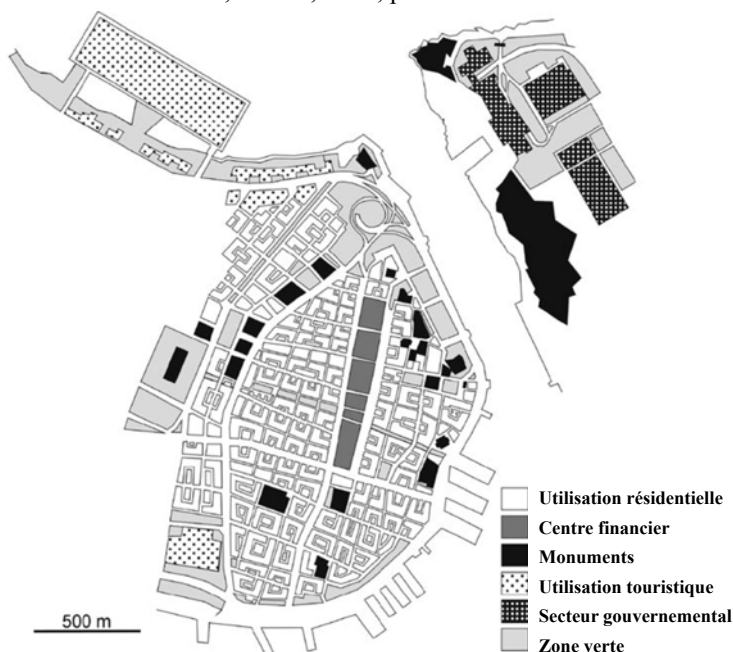 Utilisation résidentielle
Centre financier
Monuments
Utilisation touristique
Secteur gouvernemental
Zone verte
500 m